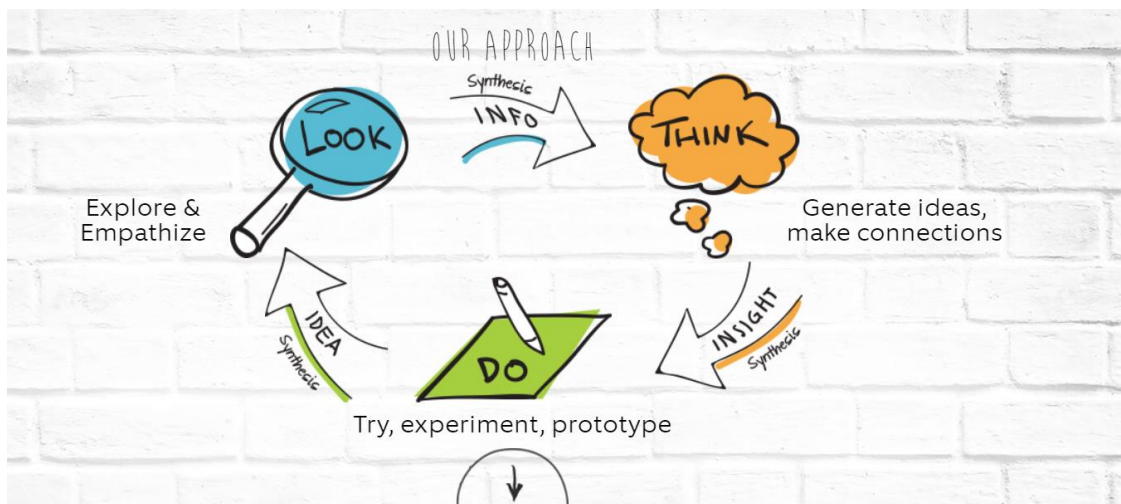 OUR APPROACH
Synthesis
INFO
LOOK
THINK
Explore &
Empathize
Generate ideas,
make connections
IDEA
Synthesis
INSIGHT
Synthesis
DO
Try, experiment, prototype